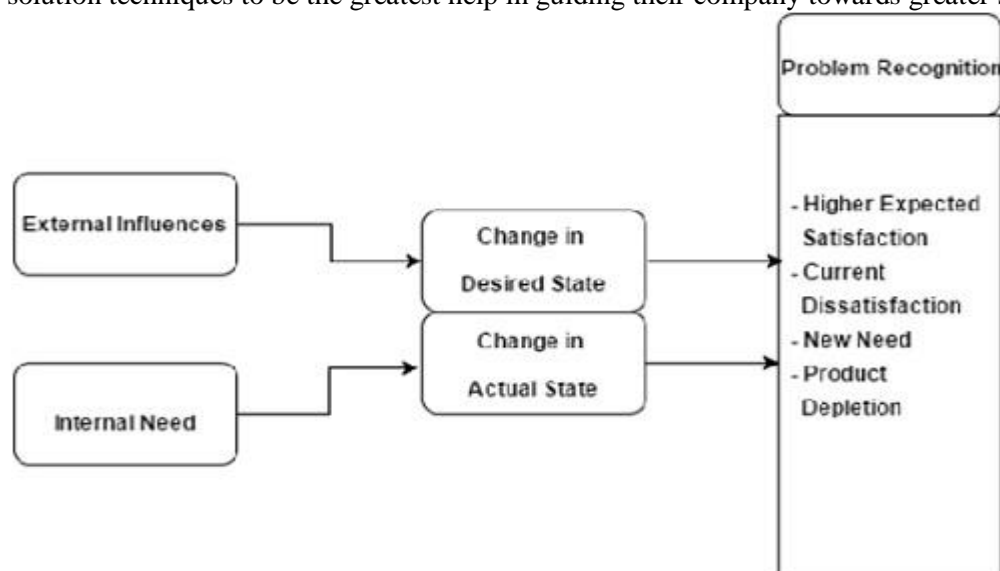 solution techniques to be the greatest help in guiding their company towards greater
Problem Recognition
External Influences
Change in
Desired State
Change in
Actual State
Internal Need
- Higher Expected
Satisfaction
- Current
Dissatisfaction
- New Need
- Product
Depletion